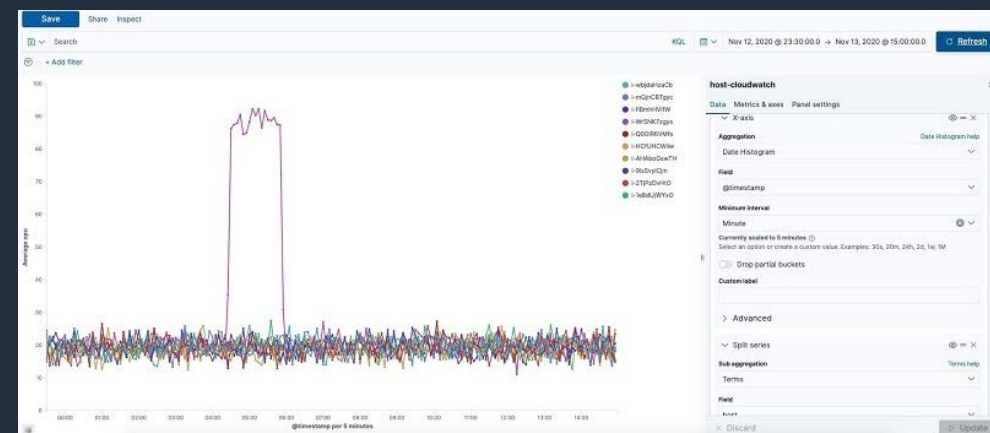 Save Share Inspect
Search KQL Nov 12, 2020 @ 23:30:00.0 → Nov 13, 2020 @ 15:00:00.0 Refresh
+ Add filter
100
90
80
70
60
50
40
30
20
10
0
Average cpu
00:00 01:00 02:00 03:00 04:00 05:00 06:00 07:00 08:00 09:00 10:00 11:00 12:00 13:00 14:00
@timestamp per 5 minutes
i-mQjnCBTgyc
i-WrSNK7zgys
i-HCfUHCWiiw
i-9IsSvyICjn
i-2TjPzDvHtO
host-cloudwatch
Data Metrics & axes Panel settings
X-axis
Aggregation Date Histogram help
Date Histogram
Field
@timestamp
Minimum interval
Minute
Currently scaled to 5 minutes
Select an option or create a custom value. Examples: 30s, 20m, 24h, 2d, 1w, 1M
Drop partial buckets
Custom label
Advanced
Split series
Sub aggregation Terms help
Terms
Field
host
Discard Update